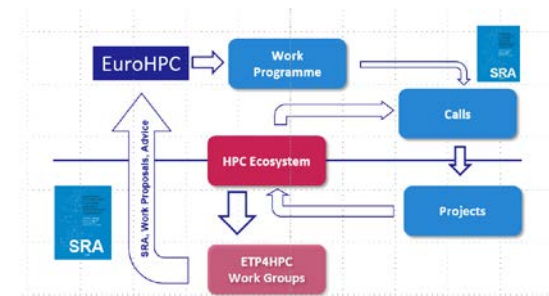 EuroHPC
Work
Programme
SRA
Calls
HPC Ecosystem
SRA, Work Proposals, Advice
SRA
Projects
ETP4HPC
Work Groups